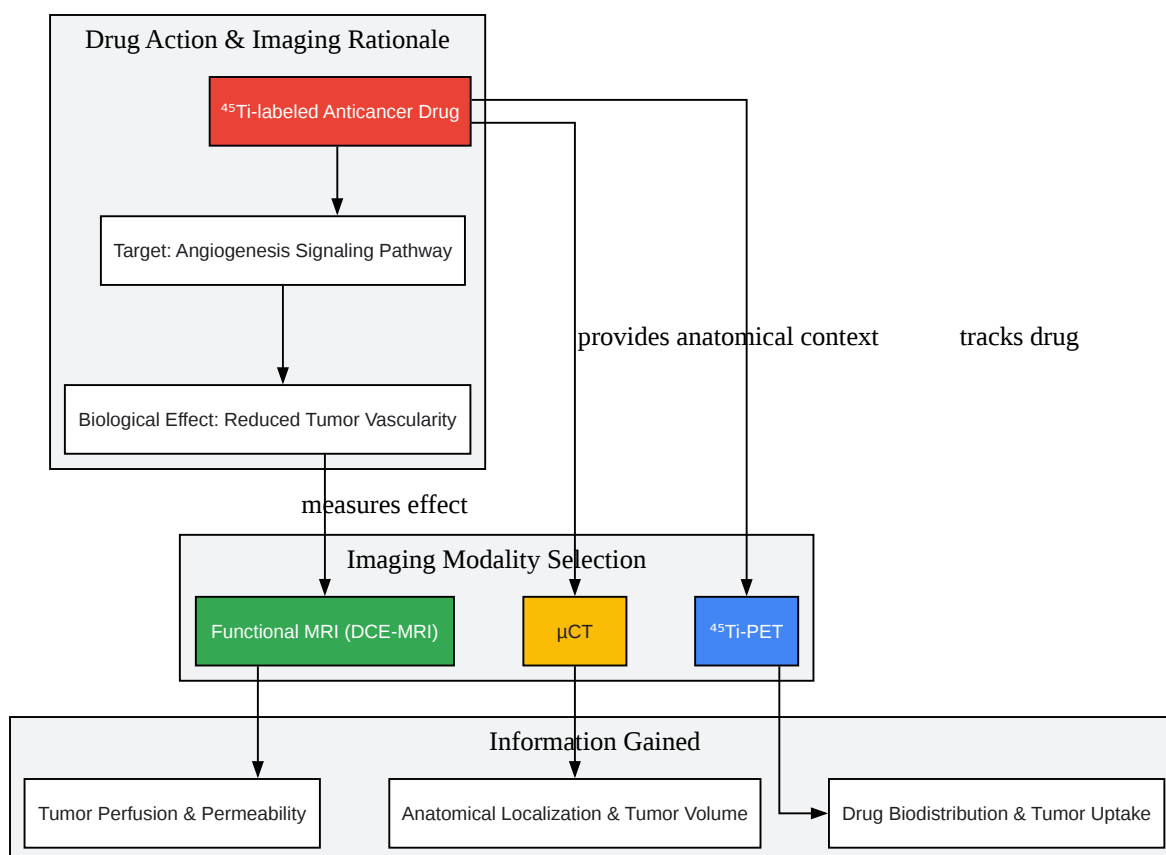 Drug Action & Imaging Rationale
⁴⁵Ti-labeled Anticancer Drug
Target: Angiogenesis Signaling Pathway
provides anatomical context
tracks drug
Biological Effect: Reduced Tumor Vascularity
measures effect
Imaging Modality Selection
Functional MRI (DCE-MRI)
µCT
⁴⁵Ti-PET
Information Gained
Tumor Perfusion & Permeability
Anatomical Localization & Tumor Volume
Drug Biodistribution & Tumor Uptake